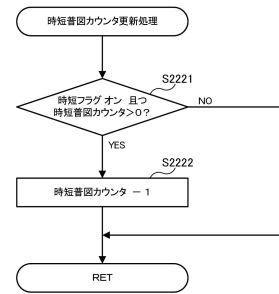 時短普図カウンタ更新処理
S2221
時短フラグ オン 且つ
時短普図カウンタ>0?
NO
YES
S2222
時短普図カウンタ － 1
RET